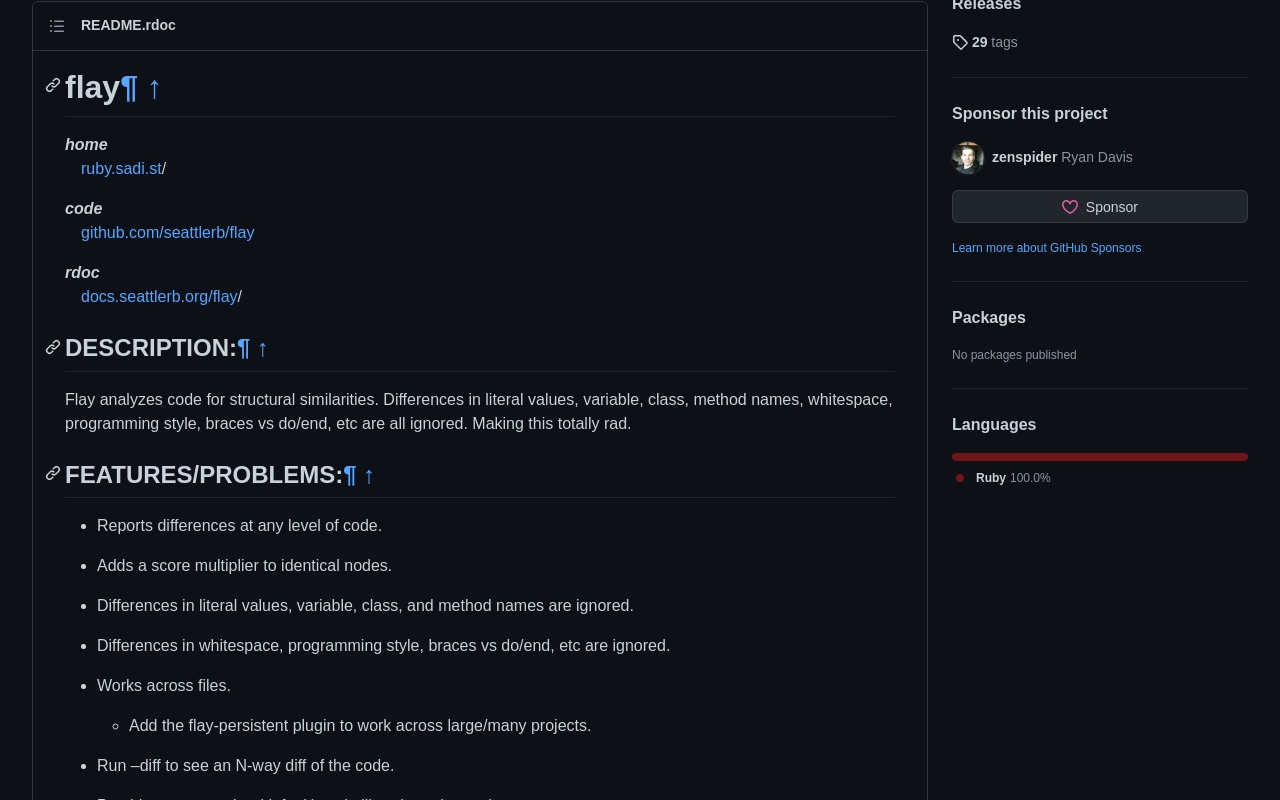 README.rdoc
flay¶ ↑
home
ruby.sadi.st/
code
github.com/seattlerb/flay
rdoc
docs.seattlerb.org/flay/
DESCRIPTION:¶ ↑
Flay analyzes code for structural similarities. Differences in literal values, variable, class, method names, whitespace,
programming style, braces vs do/end, etc are all ignored. Making this totally rad.
FEATURES/PROBLEMS:¶ ↑
• Reports differences at any level of code.
• Adds a score multiplier to identical nodes.
• Differences in literal values, variable, class, and method names are ignored.
• Differences in whitespace, programming style, braces vs do/end, etc are ignored.
• Works across files.
◦ Add the flay-persistent plugin to work across large/many projects.
• Run –diff to see an N-way diff of the code.
Releases
29 tags
Sponsor this project
zenspider Ryan Davis
Sponsor
Learn more about GitHub Sponsors
Packages
No packages published
Languages
Ruby 100.0%